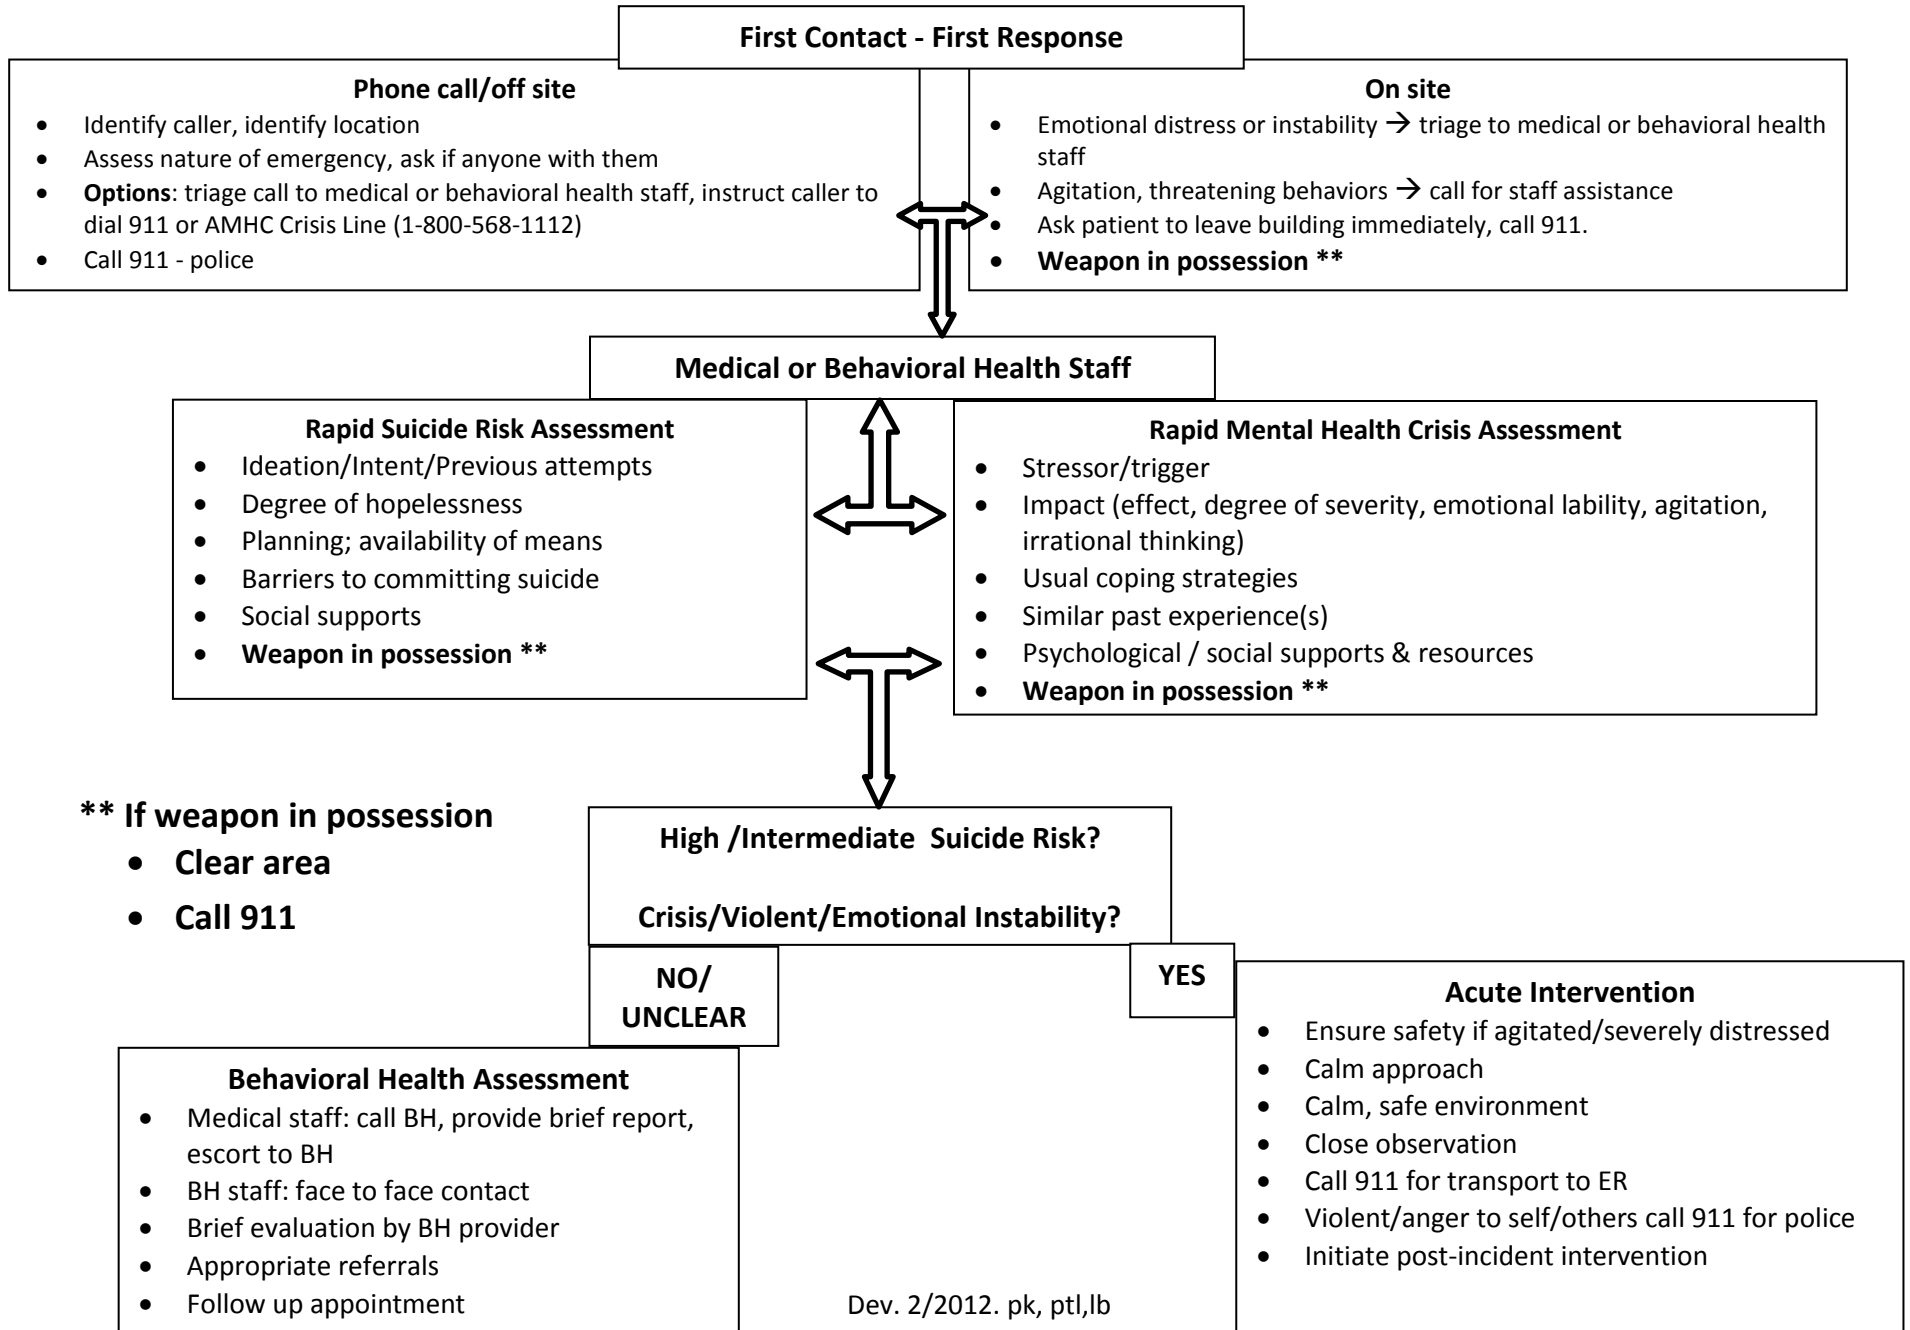 First Contact - First Response
Phone call/off site
• Identify caller, identify location
• Assess nature of emergency, ask if anyone with them
• Options: triage call to medical or behavioral health staff, instruct caller to
dial 911 or AMHC Crisis Line (1-800-568-1112)
• Call 911 - police
On site
• Emotional distress or instability → triage to medical or behavioral health
staff
• Agitation, threatening behaviors → call for staff assistance
• Ask patient to leave building immediately, call 911.
• Weapon in possession **
Medical or Behavioral Health Staff
Rapid Suicide Risk Assessment
• Ideation/Intent/Previous attempts
• Degree of hopelessness
• Planning; availability of means
• Barriers to committing suicide
• Social supports
• Weapon in possession **
Rapid Mental Health Crisis Assessment
• Stressor/trigger
• Impact (effect, degree of severity, emotional lability, agitation,
irrational thinking)
• Usual coping strategies
• Similar past experience(s)
• Psychological / social supports & resources
• Weapon in possession **
** If weapon in possession
• Clear area
• Call 911
High /Intermediate  Suicide Risk?
Crisis/Violent/Emotional Instability?
NO/
UNCLEAR
YES
Behavioral Health Assessment
• Medical staff: call BH, provide brief report,
escort to BH
• BH staff: face to face contact
• Brief evaluation by BH provider
• Appropriate referrals
• Follow up appointment
Acute Intervention
• Ensure safety if agitated/severely distressed
• Calm approach
• Calm, safe environment
• Close observation
• Call 911 for transport to ER
• Violent/anger to self/others call 911 for police
• Initiate post-incident intervention
Dev. 2/2012. pk, ptl,lb